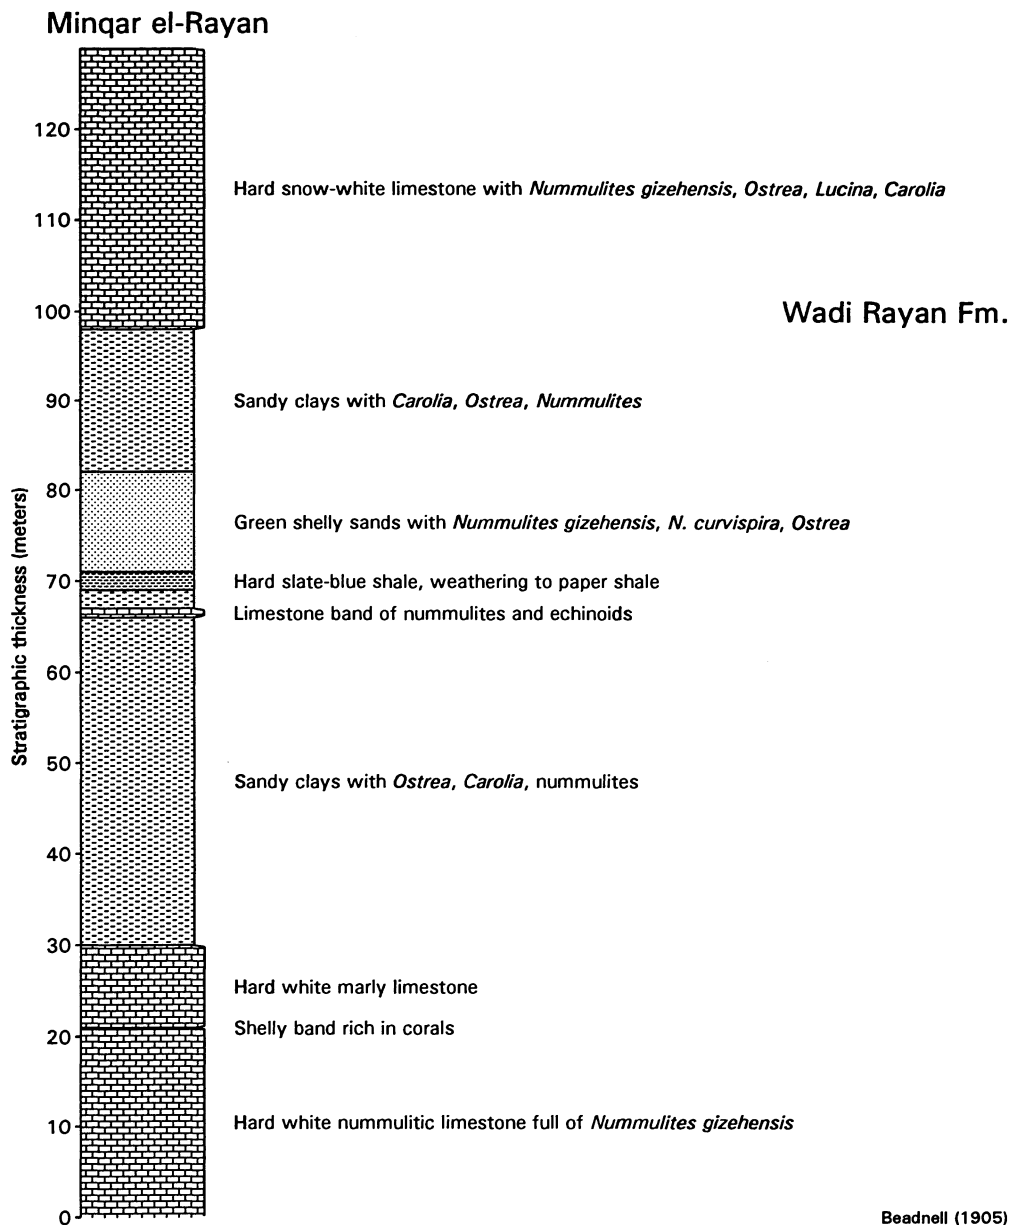 Minqar el-Rayan
120
Hard snow-white limestone with Nummulites gizehensis, Ostrea, Lucina, Carolia
110
100
Wadi Rayan Fm.
90
Sandy clays with Carolia, Ostrea, Nummulites
80
Green shelly sands with Nummulites gizehensis, N. curvispira, Ostrea
70
Hard slate-blue shale, weathering to paper shale
Limestone band of nummulites and echinoids
Stratigraphic thickness (meters)
60
50
Sandy clays with Ostrea, Carolia, nummulites
40
30
Hard white marly limestone
20
Shelly band rich in corals
10
Hard white nummulitic limestone full of Nummulites gizehensis
0
Beadnell (1905)